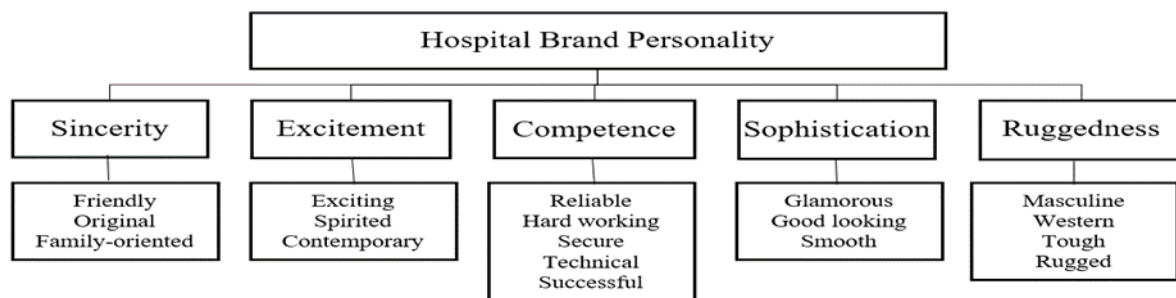 Hospital Brand Personality
Sincerity
Excitement
Competence
Sophistication
Ruggedness
Friendly
Original
Family-oriented
Exciting
Spirited
Contemporary
Reliable
Hard working
Secure
Technical
Successful
Glamorous
Good looking
Smooth
Masculine
Western
Tough
Rugged